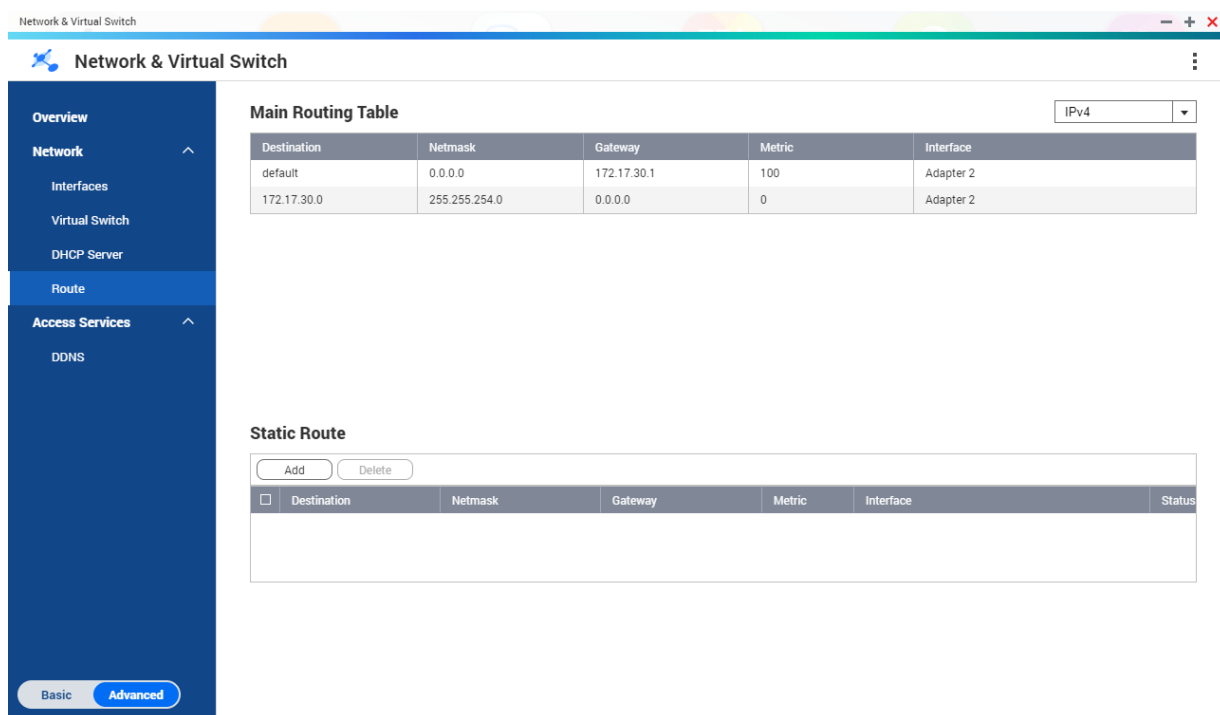 Network & Virtual Switch
Network & Virtual Switch
Overview
Network
Interfaces
Virtual Switch
DHCP Server
Route
Access Services
DDNS
Basic Advanced
Main Routing Table IPv4
Destination Netmask Gateway Metric Interface
default 0.0.0.0 172.17.30.1 100 Adapter 2
172.17.30.0 255.255.254.0 0.0.0.0 0 Adapter 2
Static Route
Add Delete
Destination Netmask Gateway Metric Interface Status